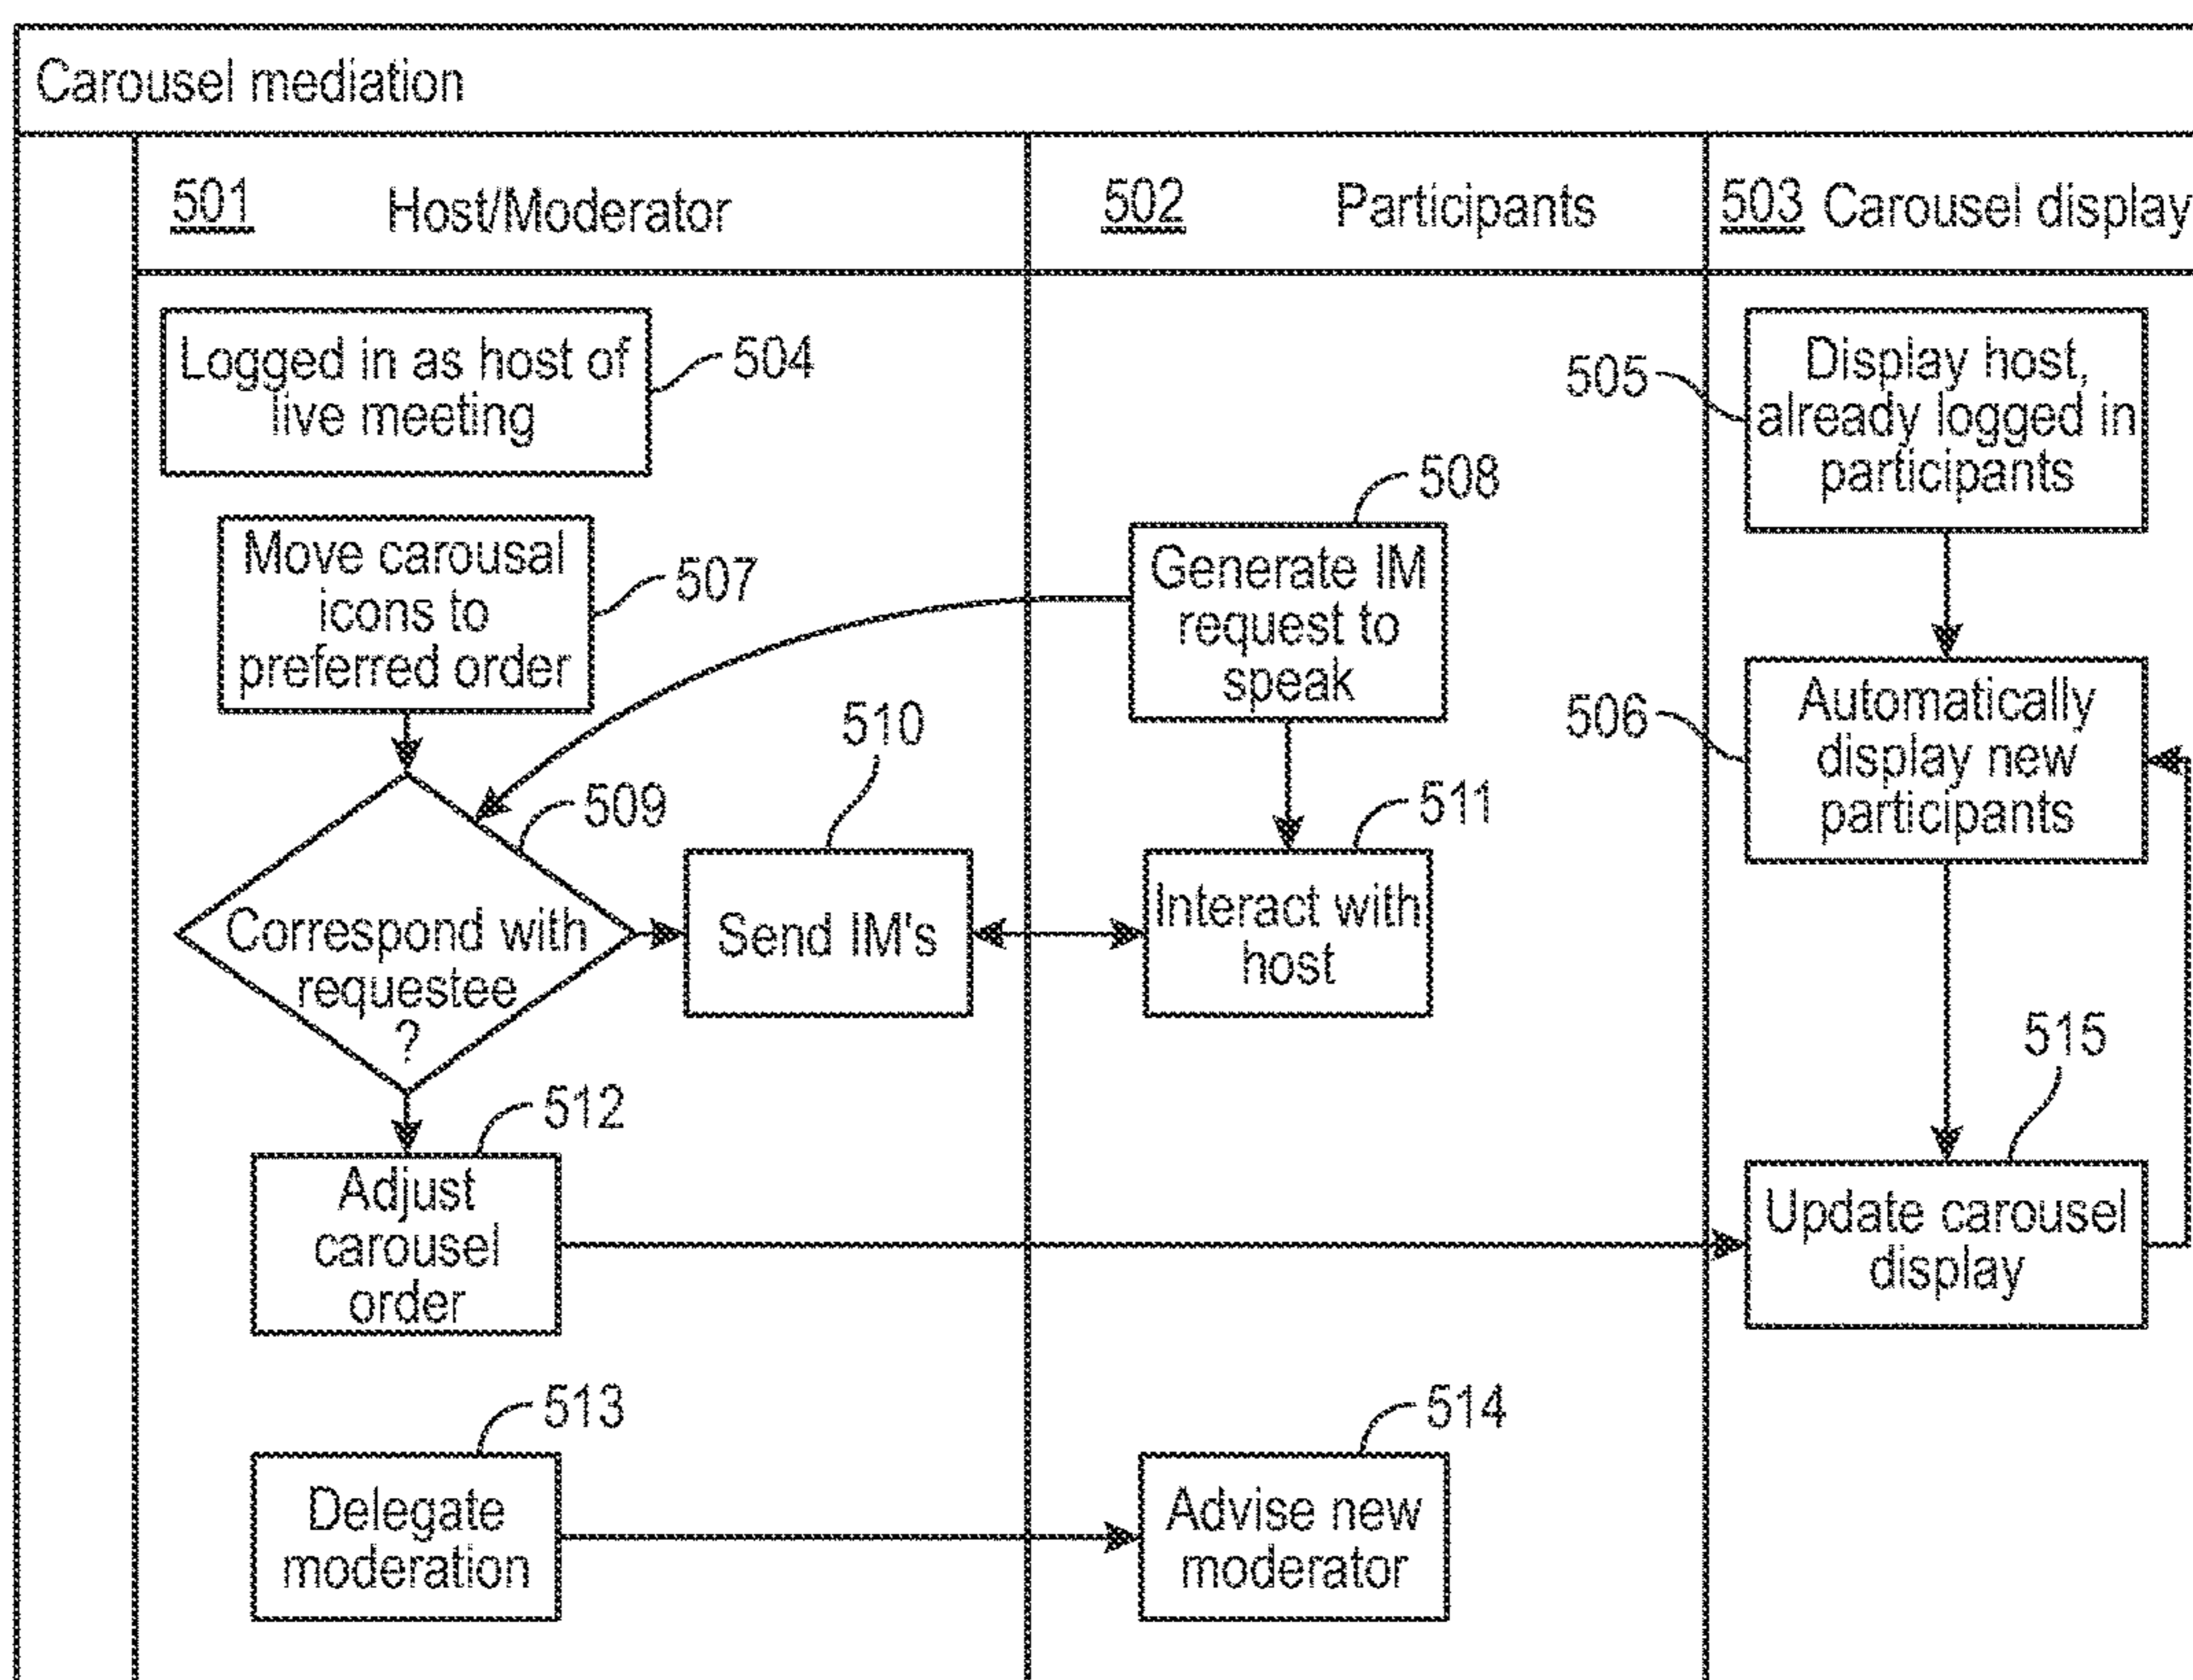 Carousel mediation
501 Host/Moderator
502 Participants
503 Carousel display
Logged in as host of
live meeting
504
505
Display host,
already logged in
participants
Move carousal
icons to
preferred order
507
508
Generate IM
request to
speak
506
Automatically
display new
participants
509
Correspond with
requestee
?
510
Send IM's
511
Interact with
host
512
Adjust
carousel
order
515
Update carousel
display
513
Delegate
moderation
514
Advise new
moderator